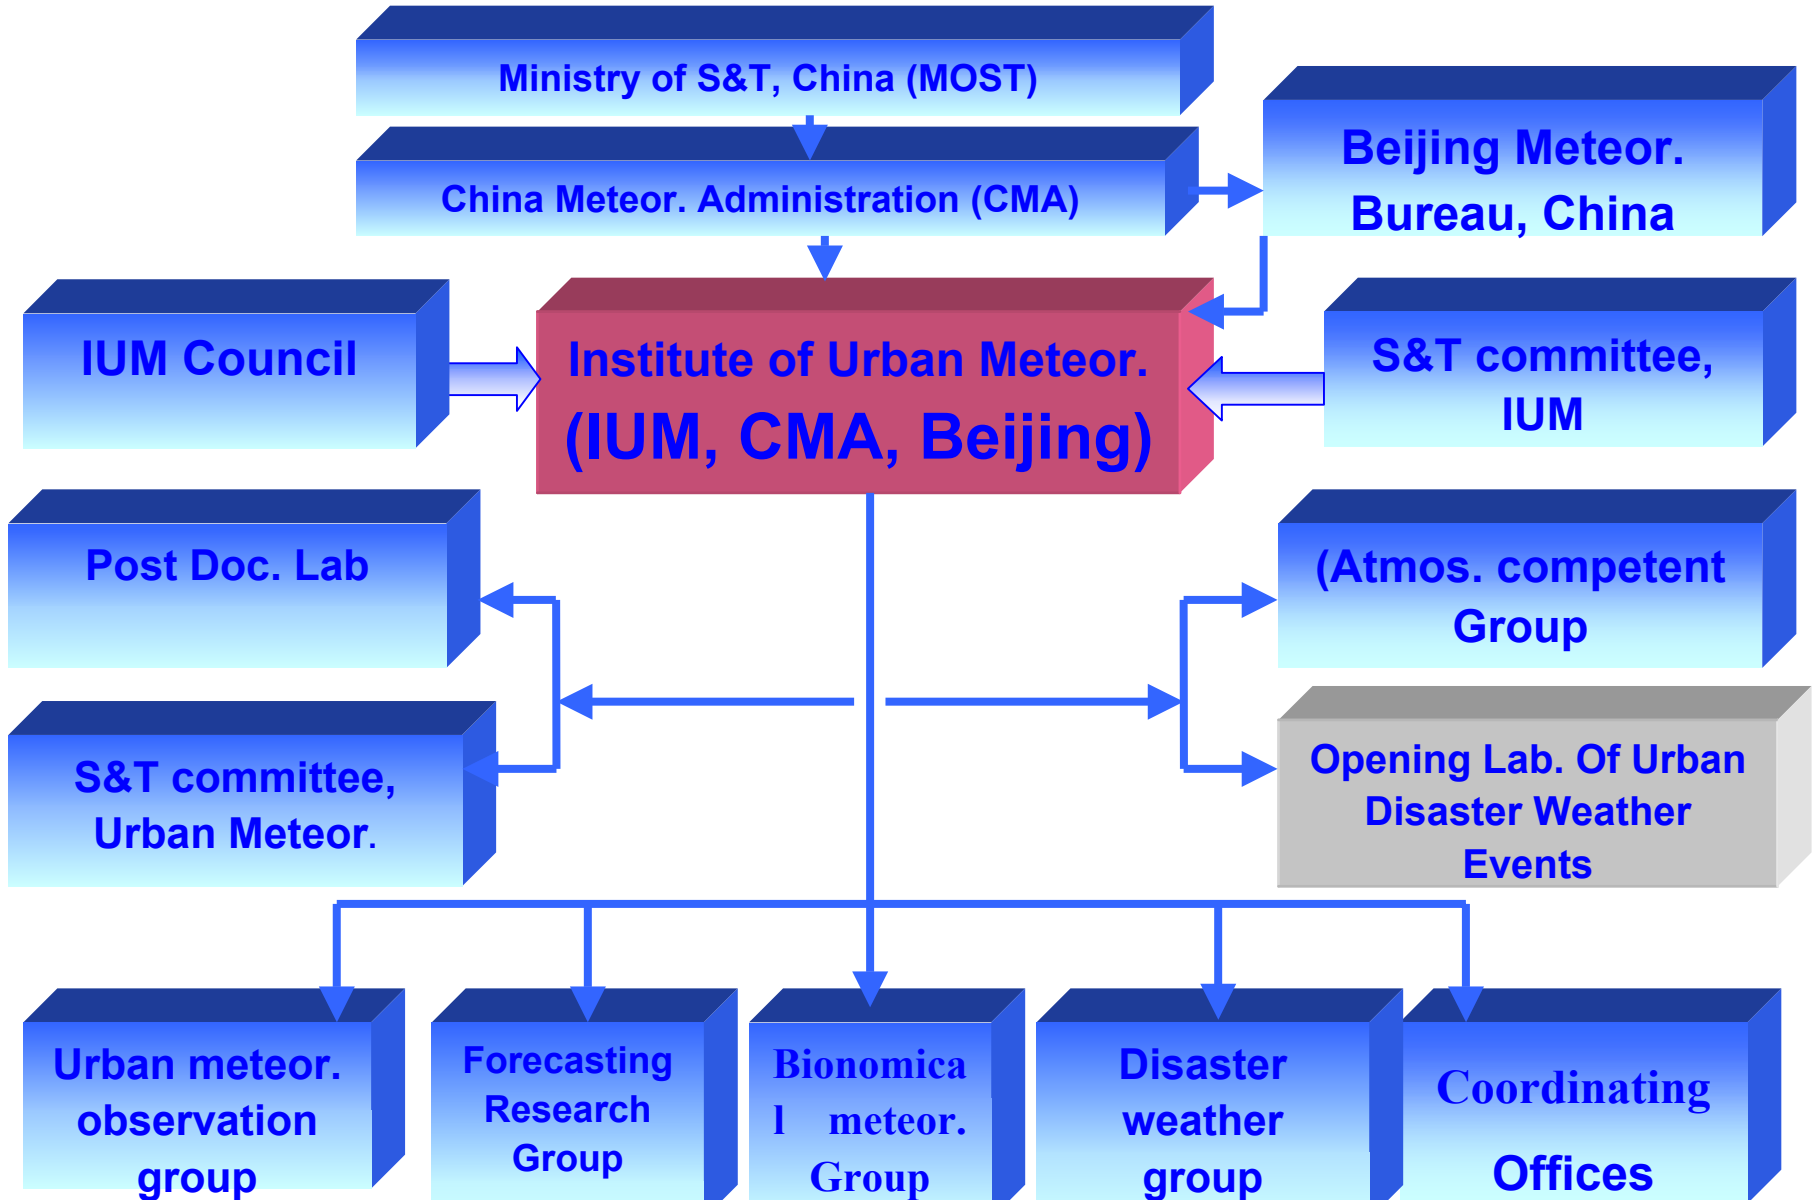 Ministry of S&T, China (MOST)
China Meteor. Administration (CMA)
Beijing Meteor.
Bureau, China
IUM Council
Institute of Urban Meteor.
(IUM, CMA, Beijing)
S&T committee,
IUM
Post Doc. Lab
(Atmos. competent
Group
S&T committee,
Urban Meteor.
Opening Lab. Of Urban
Disaster Weather
Events
Urban meteor.
observation
group
Forecasting
Research
Group
Bionomica
l meteor.
Group
Disaster
weather
group
Coordinating
Offices